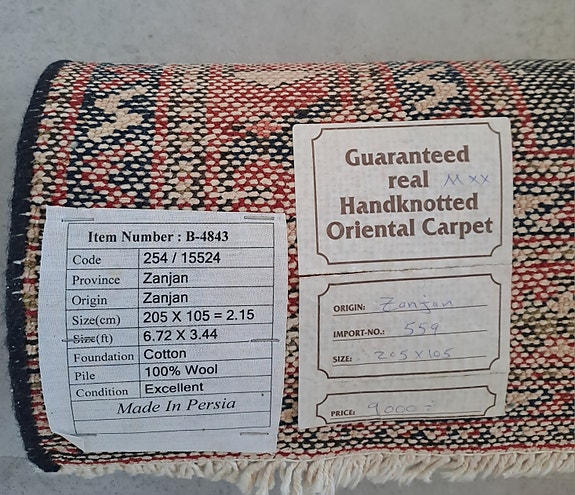 Item Number : B-4843
Code 254 / 15524
Province Zanjan
Origin Zanjan
Size(cm) 205 X 105 = 2.15
Size(ft) 6.72 X 3.44
Foundation Cotton
Pile 100% Wool
Condition Excellent
Made In Persia
Guaranteed
real MXX
Handknotted
Oriental Carpet
ORIGIN: Zanjan
IMPORT-NO.: 559
SIZE: 205 X 105
PRICE: 9000:-